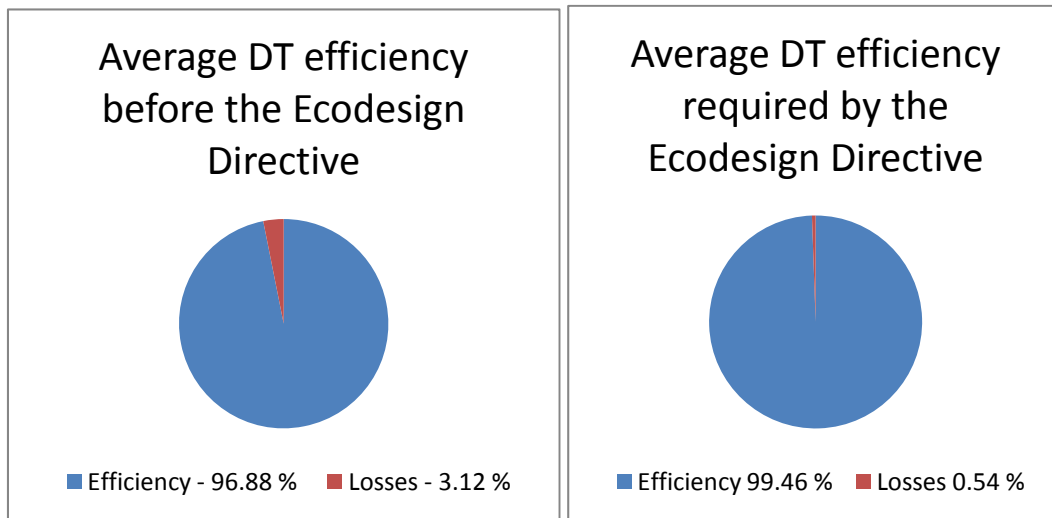 Average DT efficiency
before the Ecodesign
Directive
Efficiency - 96.88 % Losses - 3.12 %
Average DT efficiency
required by the
Ecodesign Directive
Efficiency 99.46 % Losses 0.54 %